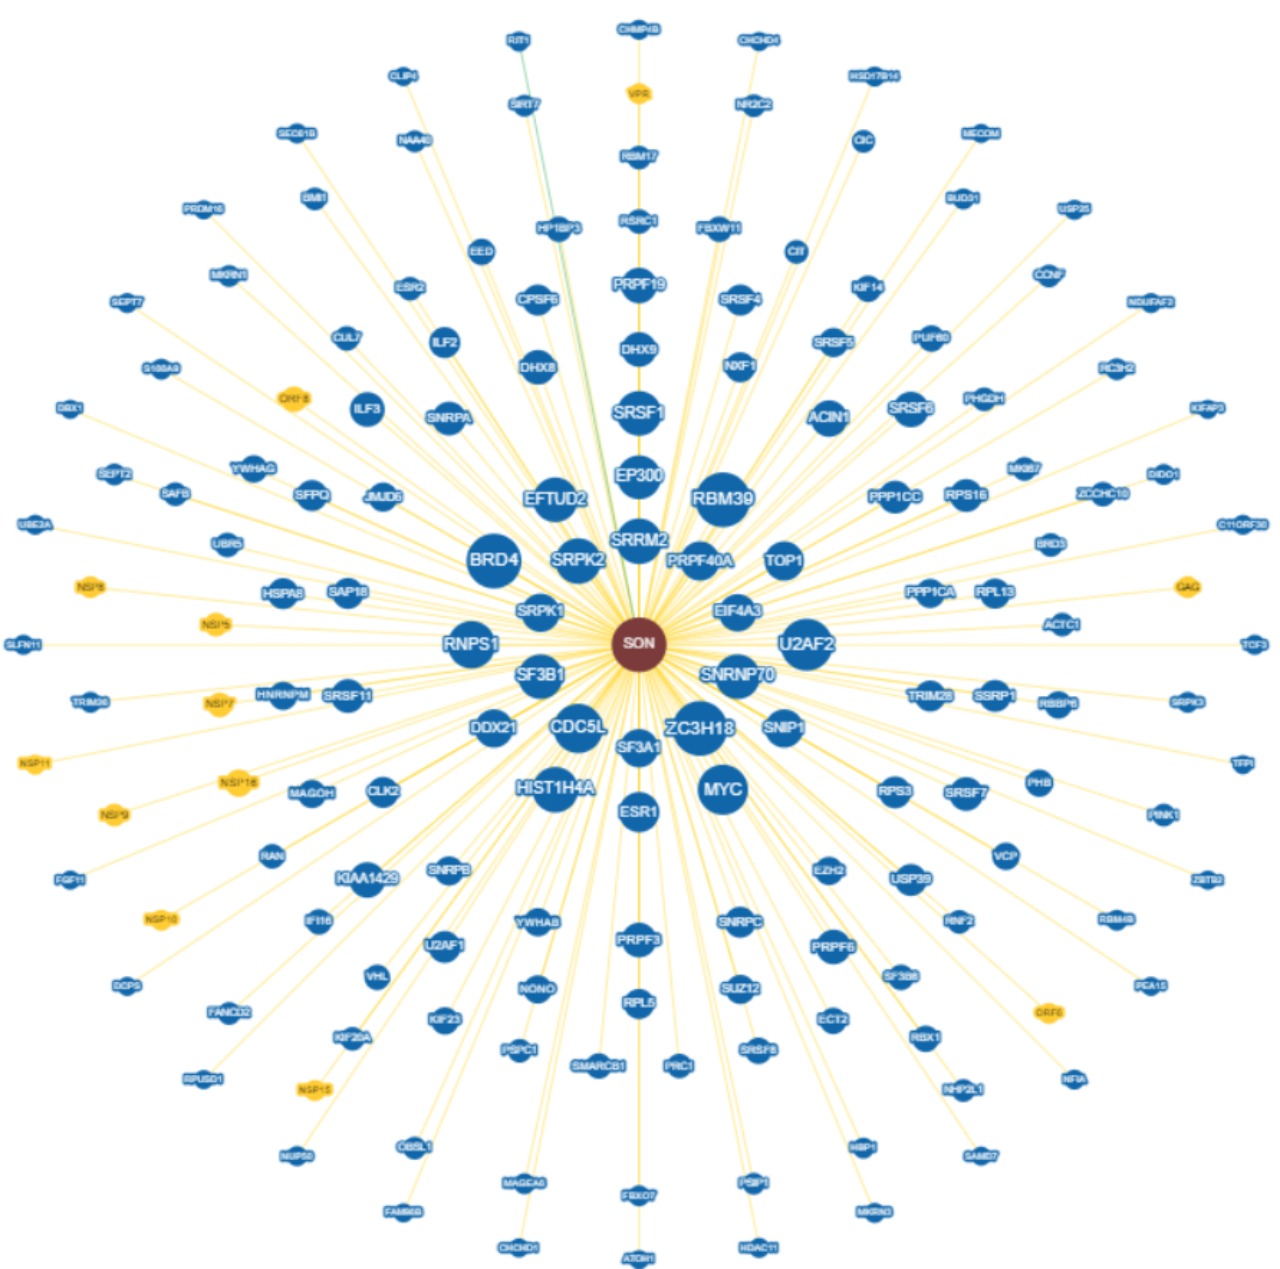 CHMP4B
RIT1
CHCHD4
CLIP4
HSD17B14
VPR
SIRT7
NR2C2
SEC61B
MECOM
NAA40
CIC
RBM17
BMI1
BUD31
PRDM16
USP25
RSRC1
HP1BP3
FBXW11
EED
CIT
MKRN1
CCNF
PRPF19
ESR2
KIF14
CPSF6
SRSF4
SEPT7
NDUFAF3
CUL7
PUF60
ILF2
SRSF5
DHX9
S100A9
DHX8
NXF1
RC3H2
ORF8
PHGDH
DBX1
ILF3
SRSF6
KIFAP3
SRSF1
SNRPA
ACIN1
YWHAG
MKI67
SEPT2
EP300
DIDO1
SAFB
SFPQ
JMJD6
EFTUD2
RBM39
PPP1CC
RPS16
ZCCHC10
UBE2A
C11ORF30
UBR5
SRRM2
BRD3
BRD4
SRPK2
PRPF40A
TOP1
NSP8
GAG
HSPA8
SAP18
PPP1CA
RPL13
SRPK1
EIF4A3
NSP5
ACTC1
SLFN11
RNPS1
SON
U2AF2
TCF3
SF3B1
SNRNP70
HNRNPM
SRSF11
TRIM28
SSRP1
TRIM26
NSP7
RBBP6
SRPK3
DDX21
CDC5L
ZC3H18
SNIP1
SF3A1
NSP11
TFPI
NSP16
PHB
HIST1H4A
MYC
MAGOH
CLK2
RPS3
SRSF7
NSP9
ESR1
PINK1
RAN
VCP
SNRPB
EZH2
FGF11
KIAA1429
USP39
ZBTB2
NSP10
IFI16
YWHAB
SNRPC
RNF2
RBM4B
PRPF3
U2AF1
PRPF6
VHL
SF3B6
DCPS
NONO
SUZ12
PEA15
RPL5
FANCD2
ORF6
KIF23
ECT2
KIF20A
RBX1
PSPC1
SRSF8
SMARCB1
PRC1
RPUSD1
NFIA
NSP15
NHP2L1
OBSL1
HBP1
NUP50
SAMD7
MAGEA6
PSIP1
FBXO7
MKRN3
CHCHD1
HDAC11
ATOH1